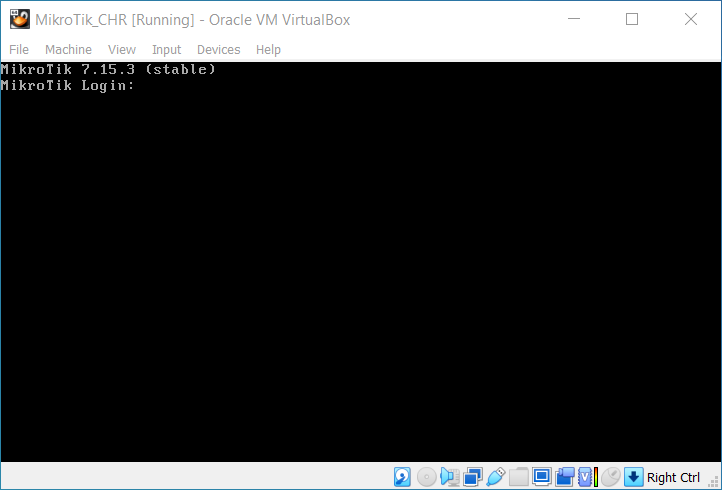 MikroTik_CHR [Running] - Oracle VM VirtualBox
File Machine View Input Devices Help
MikroTik 7.15.3 (stable)
MikroTik Login:
Right Ctrl